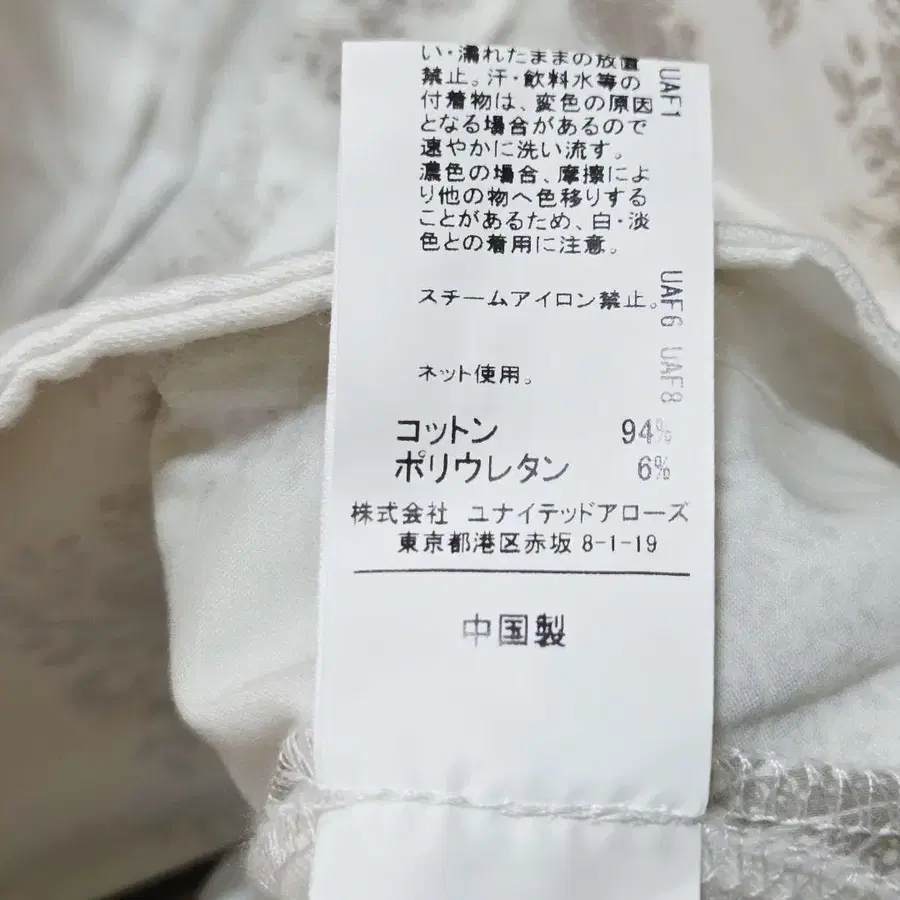 い・濡れたままの放置
禁止。汗・飲料水等の
付着物は、変色の原因
となる場合があるので
速やかに洗い流す。
濃色の場合、摩擦によ
り他の物へ色移りする
ことがあるため、白・淡
色との着用に注意。
UAF1
スチームアイロン禁止。
UAF6 UAF8
ネット使用。
コットン 94%
ポリウレタン 6%
株式会社 ユナイテッドアローズ
東京都港区赤坂 8-1-19
中国製